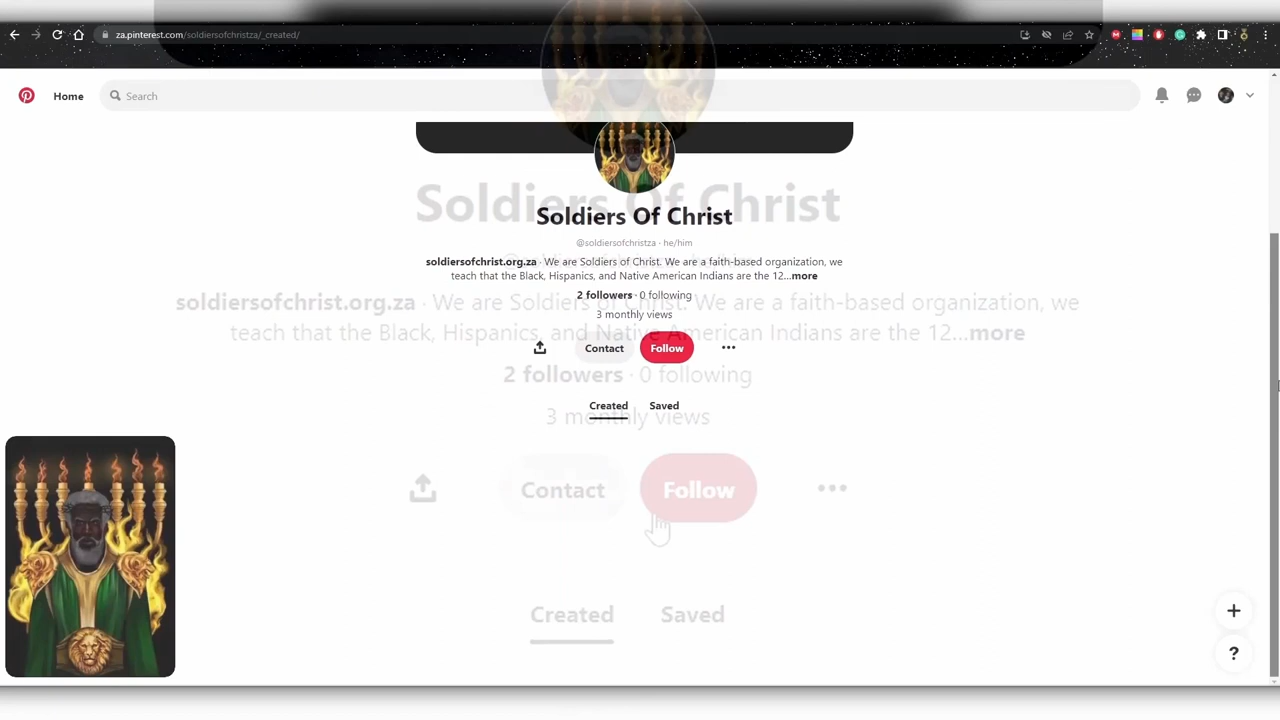 za.pinterest.com/soldiersofchristza/_created/
Home
Search
Soldiers Of Christ
Soldiers Of Christ
@soldiersofchristza · he/him
soldiersofchrist.org.za · We are Soldiers of Christ. We are a faith-based organization, we
teach that the Black, Hispanics, and Native American Indians are the 12...more
2 followers · 0 following
3 monthly views
soldiersofchrist.org.za · We are Soldiers of Christ. We are a faith-based organization, we
teach that the Black, Hispanics, and Native American Indians are the 12...more
Contact Follow
2 followers · 0 following
Created Saved
3 monthly views
Contact Follow
Created Saved